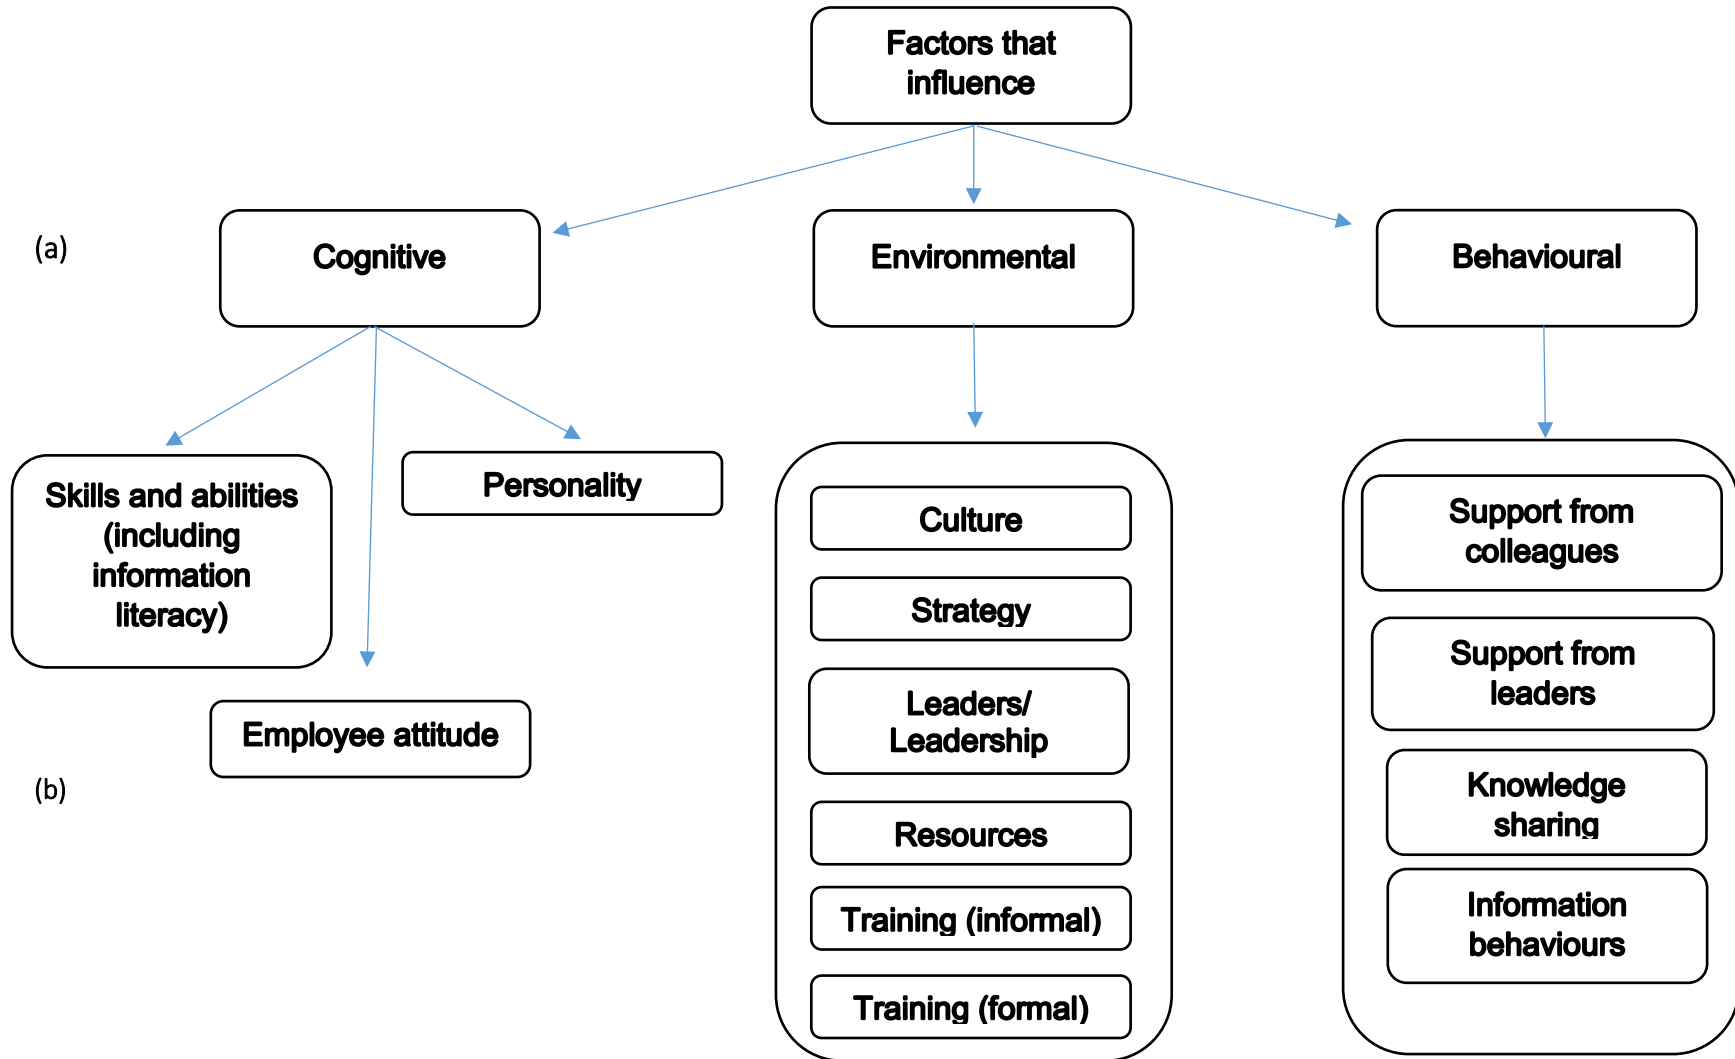 Factors that
influence
(a)
Cognitive
Environmental
Behavioural
Skills and abilities
(including
information
literacy)
Personality
Employee attitude
(b)
Culture
Strategy
Leaders/
Leadership
Resources
Training (informal)
Training (formal)
Support from
colleagues
Support from
leaders
Knowledge
sharing
Information
behaviours